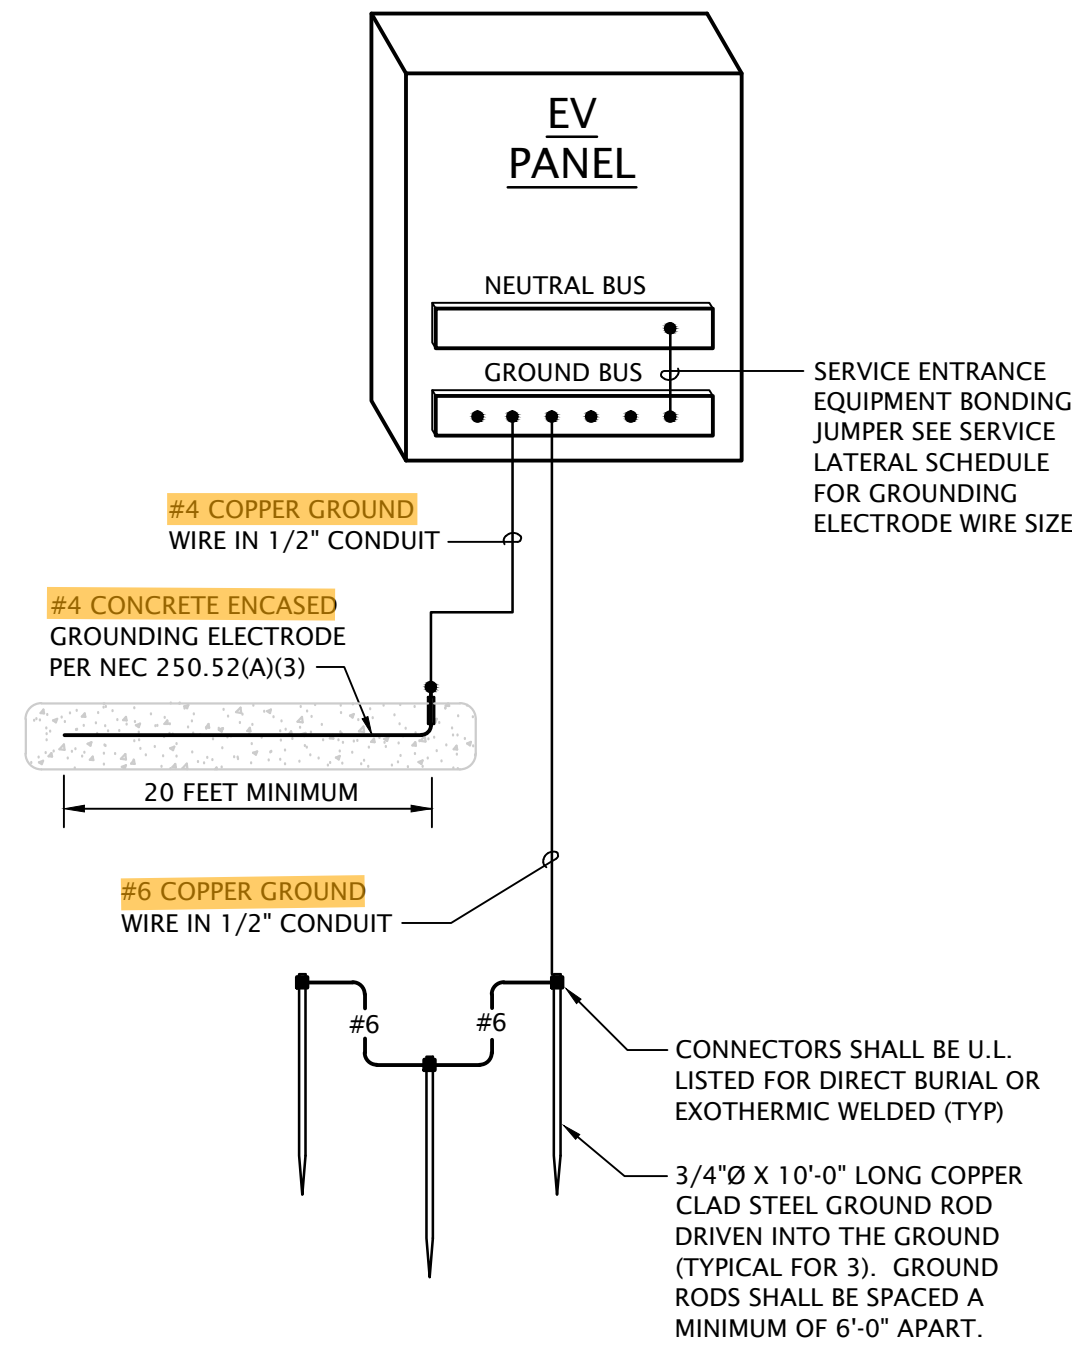 EV
PANEL
NEUTRAL BUS
GROUND BUS
SERVICE ENTRANCE
EQUIPMENT BONDING
JUMPER SEE SERVICE
LATERAL SCHEDULE
FOR GROUNDING
ELECTRODE WIRE SIZE
#4 COPPER GROUND
WIRE IN 1/2" CONDUIT
#4 CONCRETE ENCASED
GROUNDING ELECTRODE
PER NEC 250.52(A)(3)
20 FEET MINIMUM
#6 COPPER GROUND
WIRE IN 1/2" CONDUIT
#6
#6
CONNECTORS SHALL BE U.L.
LISTED FOR DIRECT BURIAL OR
EXOTHERMIC WELDED (TYP)
3/4"Ø X 10'-0" LONG COPPER
CLAD STEEL GROUND ROD
DRIVEN INTO THE GROUND
(TYPICAL FOR 3).  GROUND
RODS SHALL BE SPACED A
MINIMUM OF 6'-0" APART.